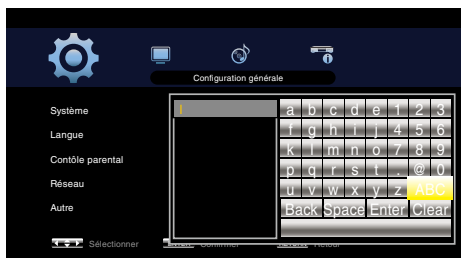 Configuration générale
Système
Langue
Contôle parental
Réseau
Autre
a b c d e 1 2 3
f g h i j 4 5 6
k l m n o 7 8 9
p q r s t . @ 0
u v w x y z ABC
Back Space Enter Clear
Sélectionner Confirmer Retour